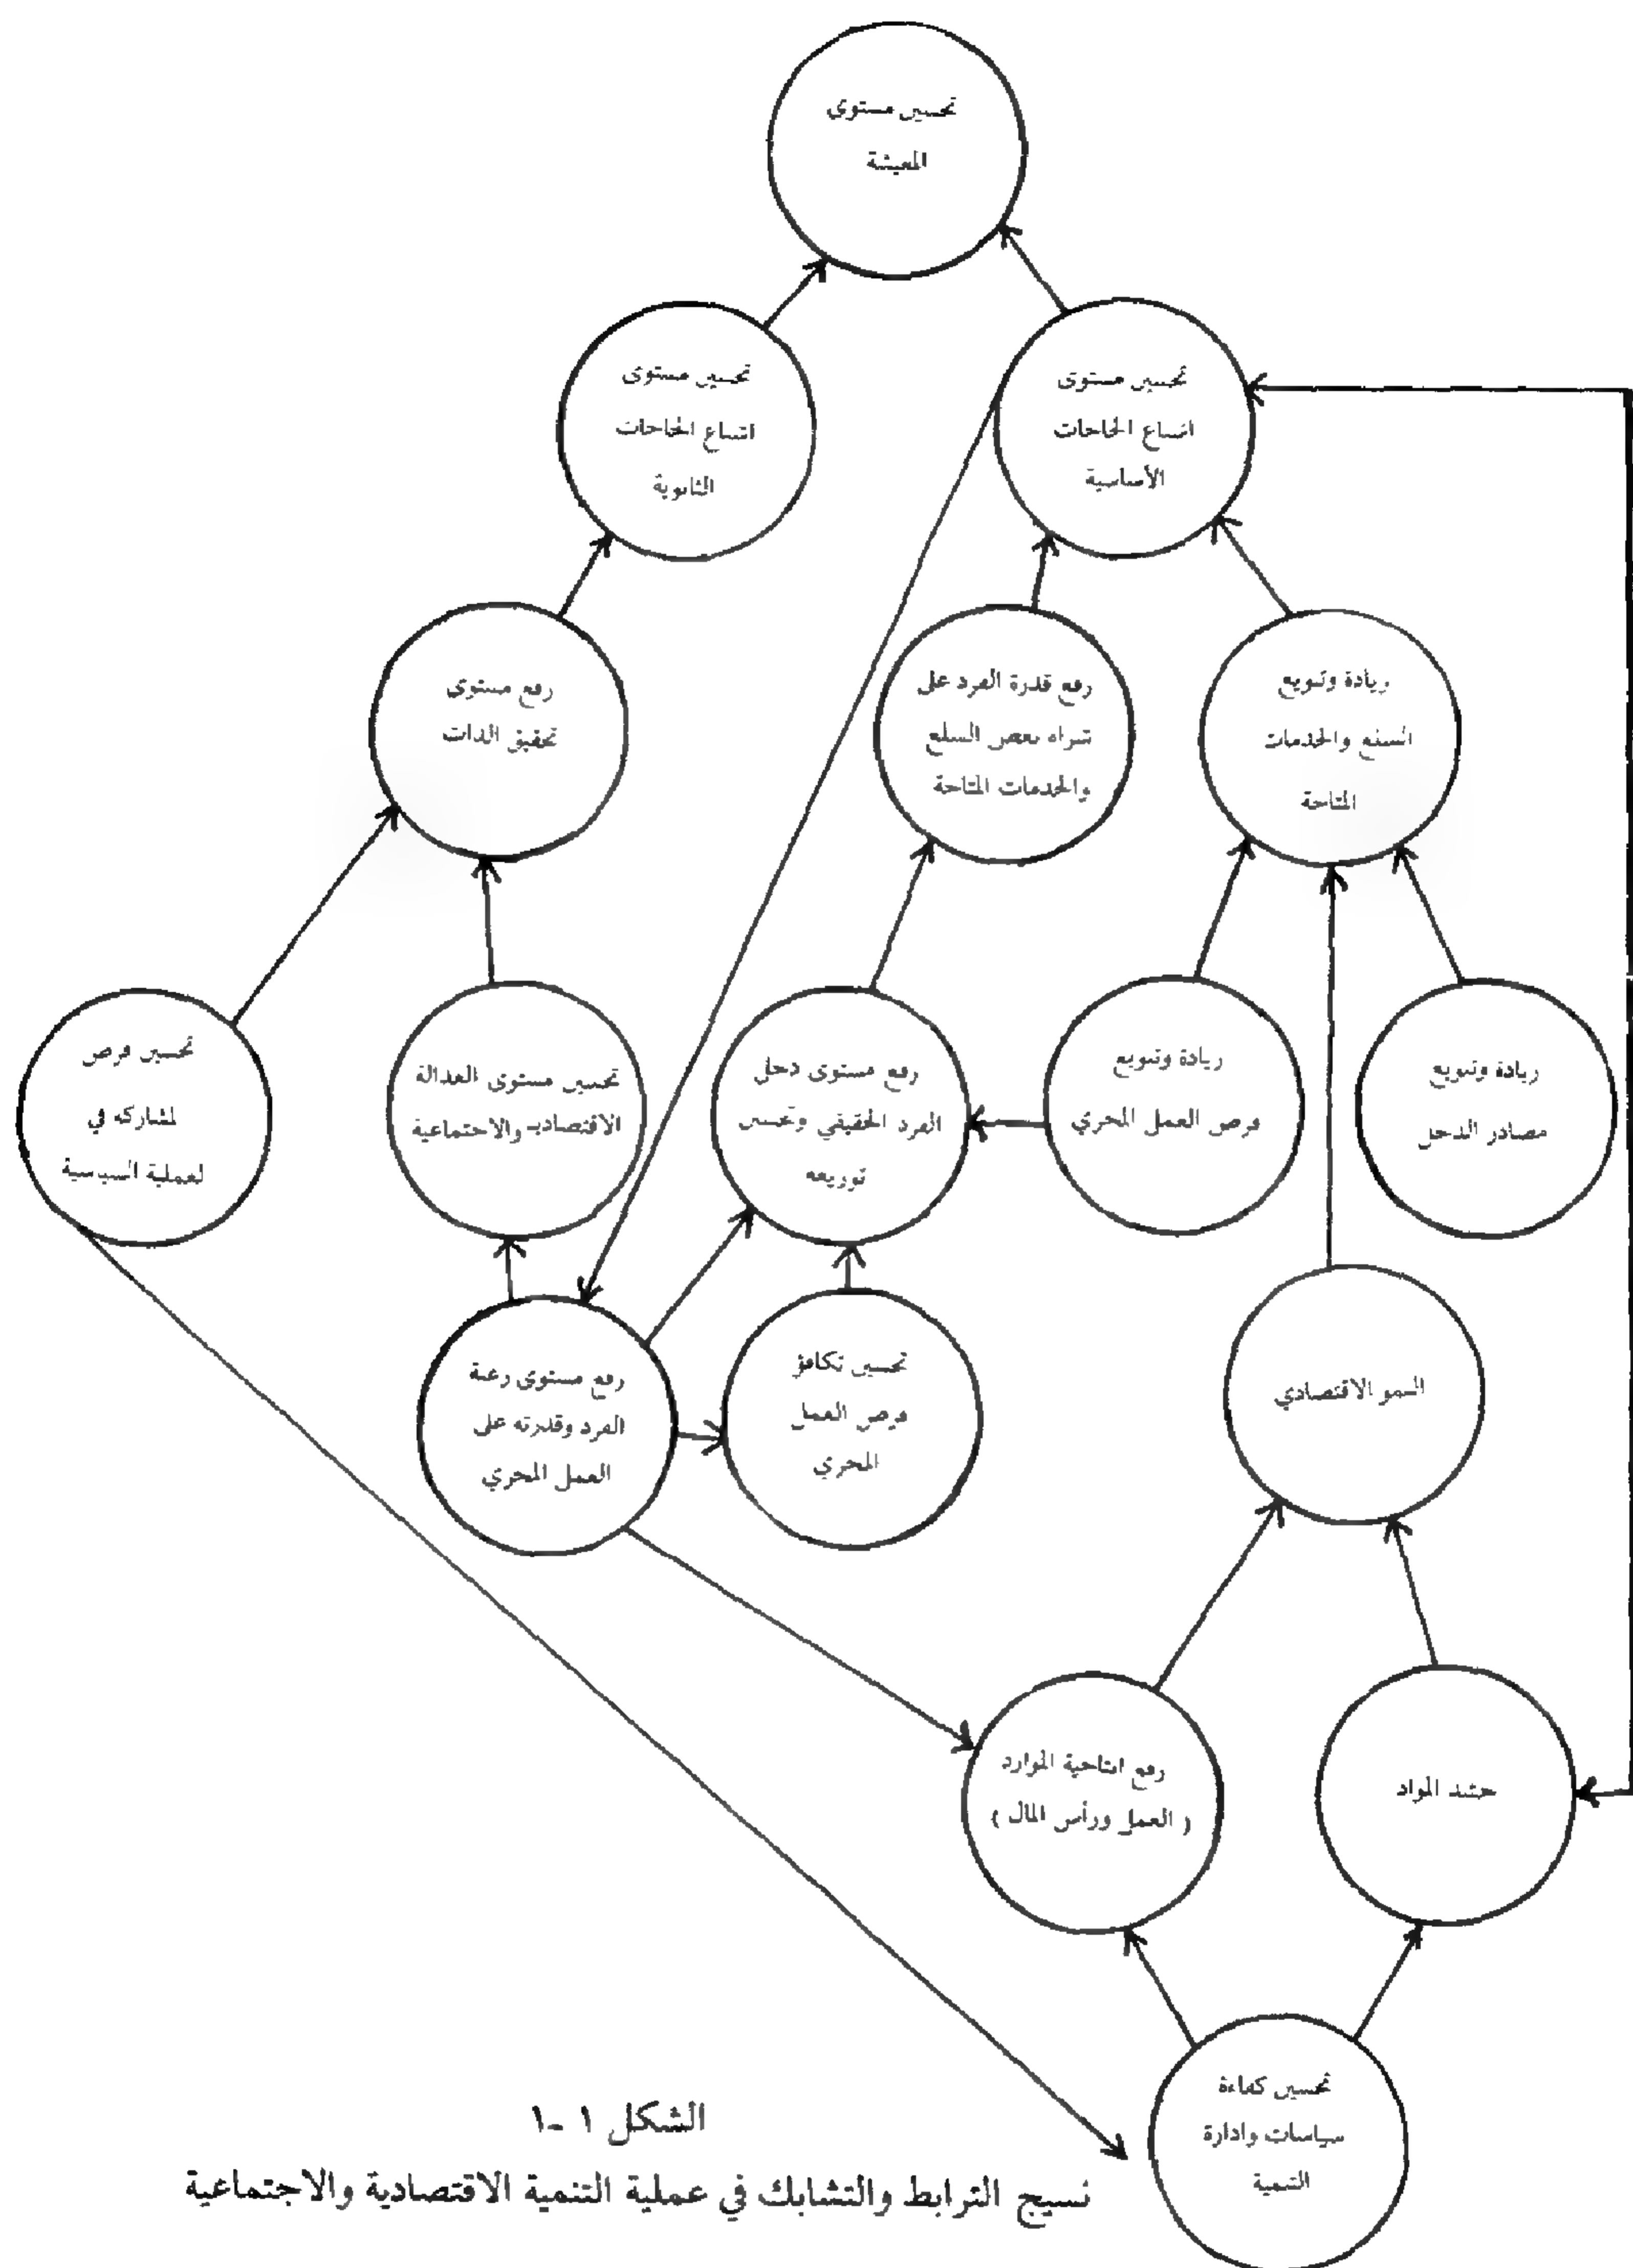 تحسين مستوى
المعيشة
تحسين مستوى
اشباع الحاجات
الأساسية
تحسين مستوى
اشباع الحاجات
الثانوية
زيادة وتنويع
السلع والخدمات
المتاحة
رفع قدرة الفرد على
شراء بعض السلع
والخدمات المتاحة
رفع مستوى
تحقيق الذات
زيادة وتنويع
مصادر الدخل
زيادة وتنويع
فرص العمل المجزي
رفع مستوى دخل
الفرد الحقيقي وتحسين
توزيعه
تحسين مستوى العدالة
الاقتصادية والاجتماعية
تحسين فرص
لمشاركة في
لعملية السياسية
النمو الاقتصادي
تحسين تكافؤ
فرص العمل
المجزي
رفع مستوى رغبة
الفرد وقدرته على
العمل المجزي
حشد المواد
رفع انتاجية الموارد
( العمل ورأس المال )
تحسين كفاءة
سياسات وادارة
التنمية
الشكل ١ -١
نسيج الترابط والتشابك في عملية التنمية الاقتصادية والاجتماعية